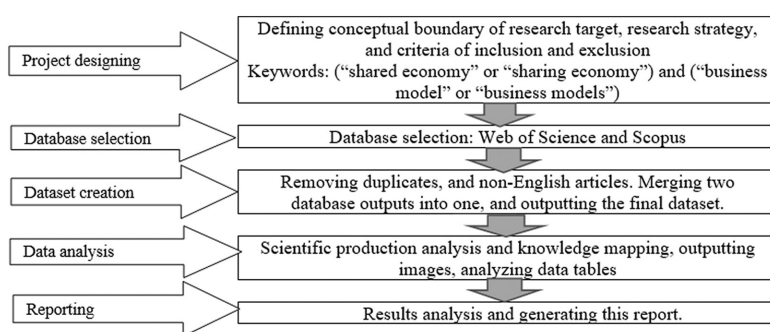 Project designing
Defining conceptual boundary of research target, research strategy,
and criteria of inclusion and exclusion
Keywords: (“shared economy” or “sharing economy”) and (“business
model” or “business models”)
Database selection
Database selection: Web of Science and Scopus
Dataset creation
Removing duplicates, and non-English articles. Merging two
database outputs into one, and outputting the final dataset.
Data analysis
Scientific production analysis and knowledge mapping, outputting
images, analyzing data tables
Reporting
Results analysis and generating this report.